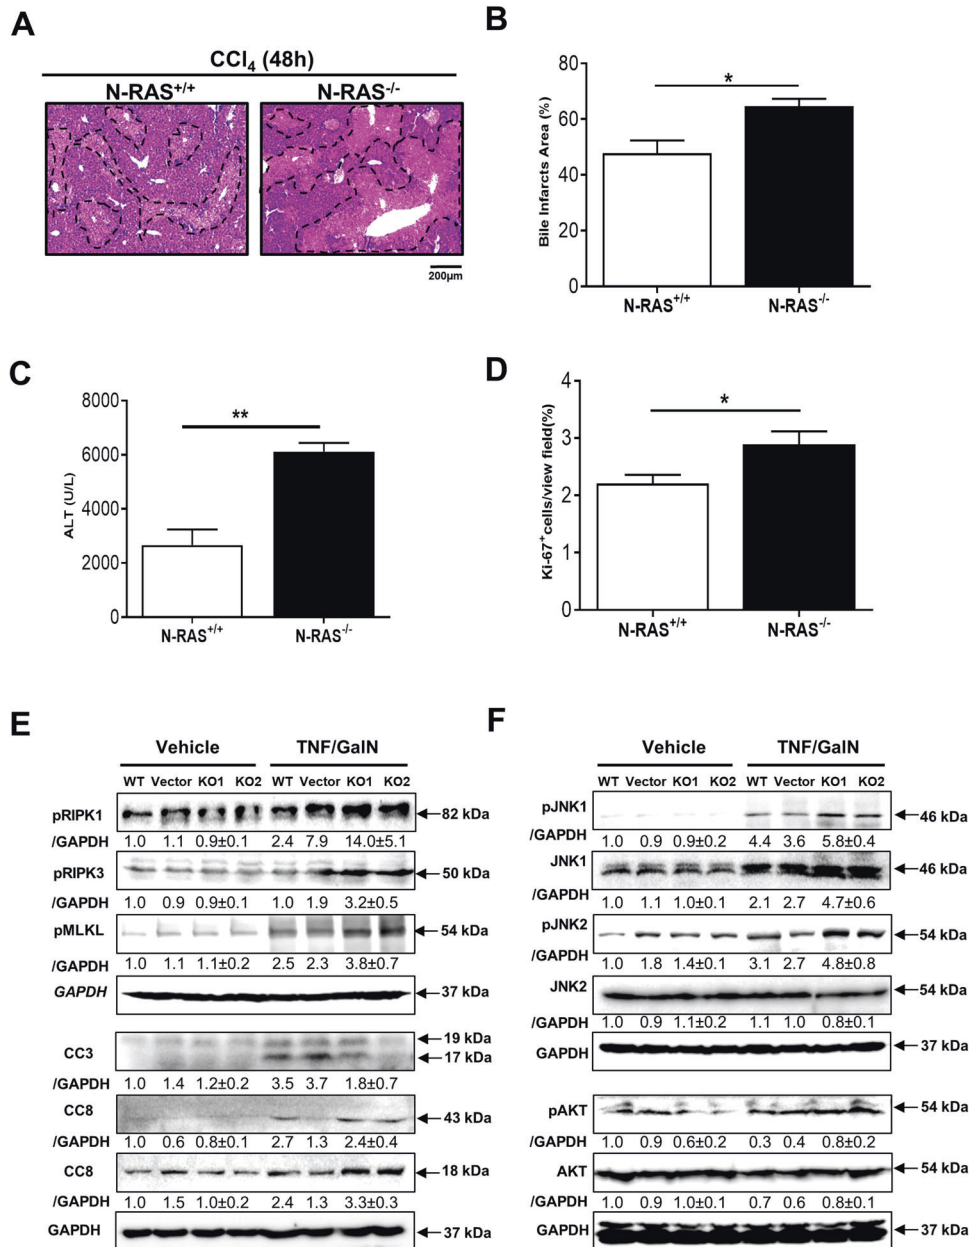 A
CCl4 (48h)
N-RAS+/+ N-RAS-/-
200μm
B
Bile Infarcts Area (%)
80
60
40
20
0
*
N-RAS+/+ N-RAS-/-
C
ALT (U/L)
8000
6000
4000
2000
0
**
N-RAS+/+ N-RAS-/-
D
Ki-67+cells/view field(%)
4
3
2
1
0
*
N-RAS+/+ N-RAS-/-
E
Vehicle TNF/GalN
WT Vector KO1 KO2 WT Vector KO1 KO2
pRIPK1 82 kDa
/GAPDH 1.0 1.1 0.9±0.1 2.4 7.9 14.0±5.1
pRIPK3 50 kDa
/GAPDH 1.0 0.9 0.9±0.1 1.0 1.9 3.2±0.5
pMLKL 54 kDa
/GAPDH 1.0 1.1 1.1±0.2 2.5 2.3 3.8±0.7
GAPDH 37 kDa
19 kDa
CC3 17 kDa
/GAPDH 1.0 1.4 1.2±0.2 3.5 3.7 1.8±0.7
CC8 43 kDa
/GAPDH 1.0 0.6 0.8±0.1 2.7 1.3 2.4±0.4
CC8 18 kDa
/GAPDH 1.0 1.5 1.0±0.2 2.4 1.3 3.3±0.3
GAPDH 37 kDa
F
Vehicle TNF/GalN
WT Vector KO1 KO2 WT Vector KO1 KO2
pJNK1 46 kDa
/GAPDH 1.0 0.9 0.9±0.2 4.4 3.6 5.8±0.4
JNK1 46 kDa
/GAPDH 1.0 1.1 1.0±0.1 2.1 2.7 4.7±0.6
pJNK2 54 kDa
/GAPDH 1.0 1.8 1.4±0.1 3.1 2.7 4.8±0.8
JNK2 54 kDa
/GAPDH 1.0 0.9 1.1±0.2 1.1 1.0 0.8±0.1
GAPDH 37 kDa
pAKT 54 kDa
/GAPDH 1.0 0.9 0.6±0.2 0.3 0.4 0.8±0.2
AKT 54 kDa
/GAPDH 1.0 0.9 1.0±0.1 0.7 0.6 0.8±0.1
GAPDH 37 kDa